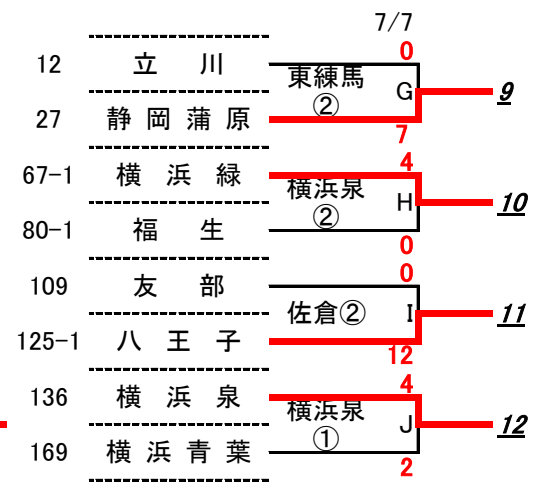 7/7
0
12 立 川
東練馬
② G 9
27 静 岡 蒲 原
7
4
67-1 横 浜 緑
横浜泉
② H 10
80-1 福 生
0
0
109 友 部
佐倉② I 11
125-1 八 王 子
12
4
136 横 浜 泉
横浜泉
① J 12
169 横 浜 青 葉
2